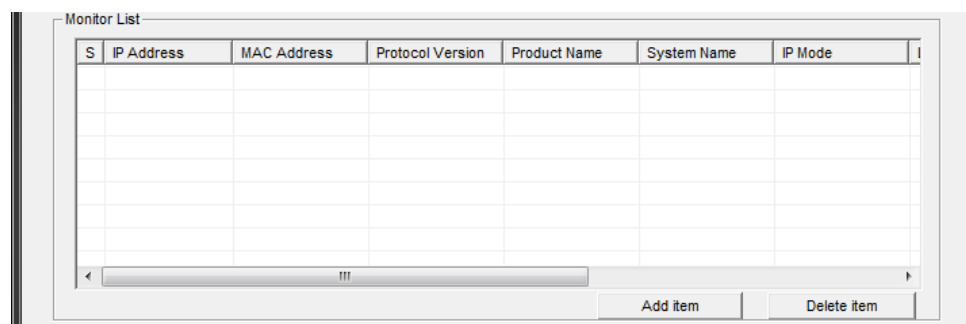 Monitor List
S IP Address MAC Address Protocol Version Product Name System Name IP Mode
Add item Delete item